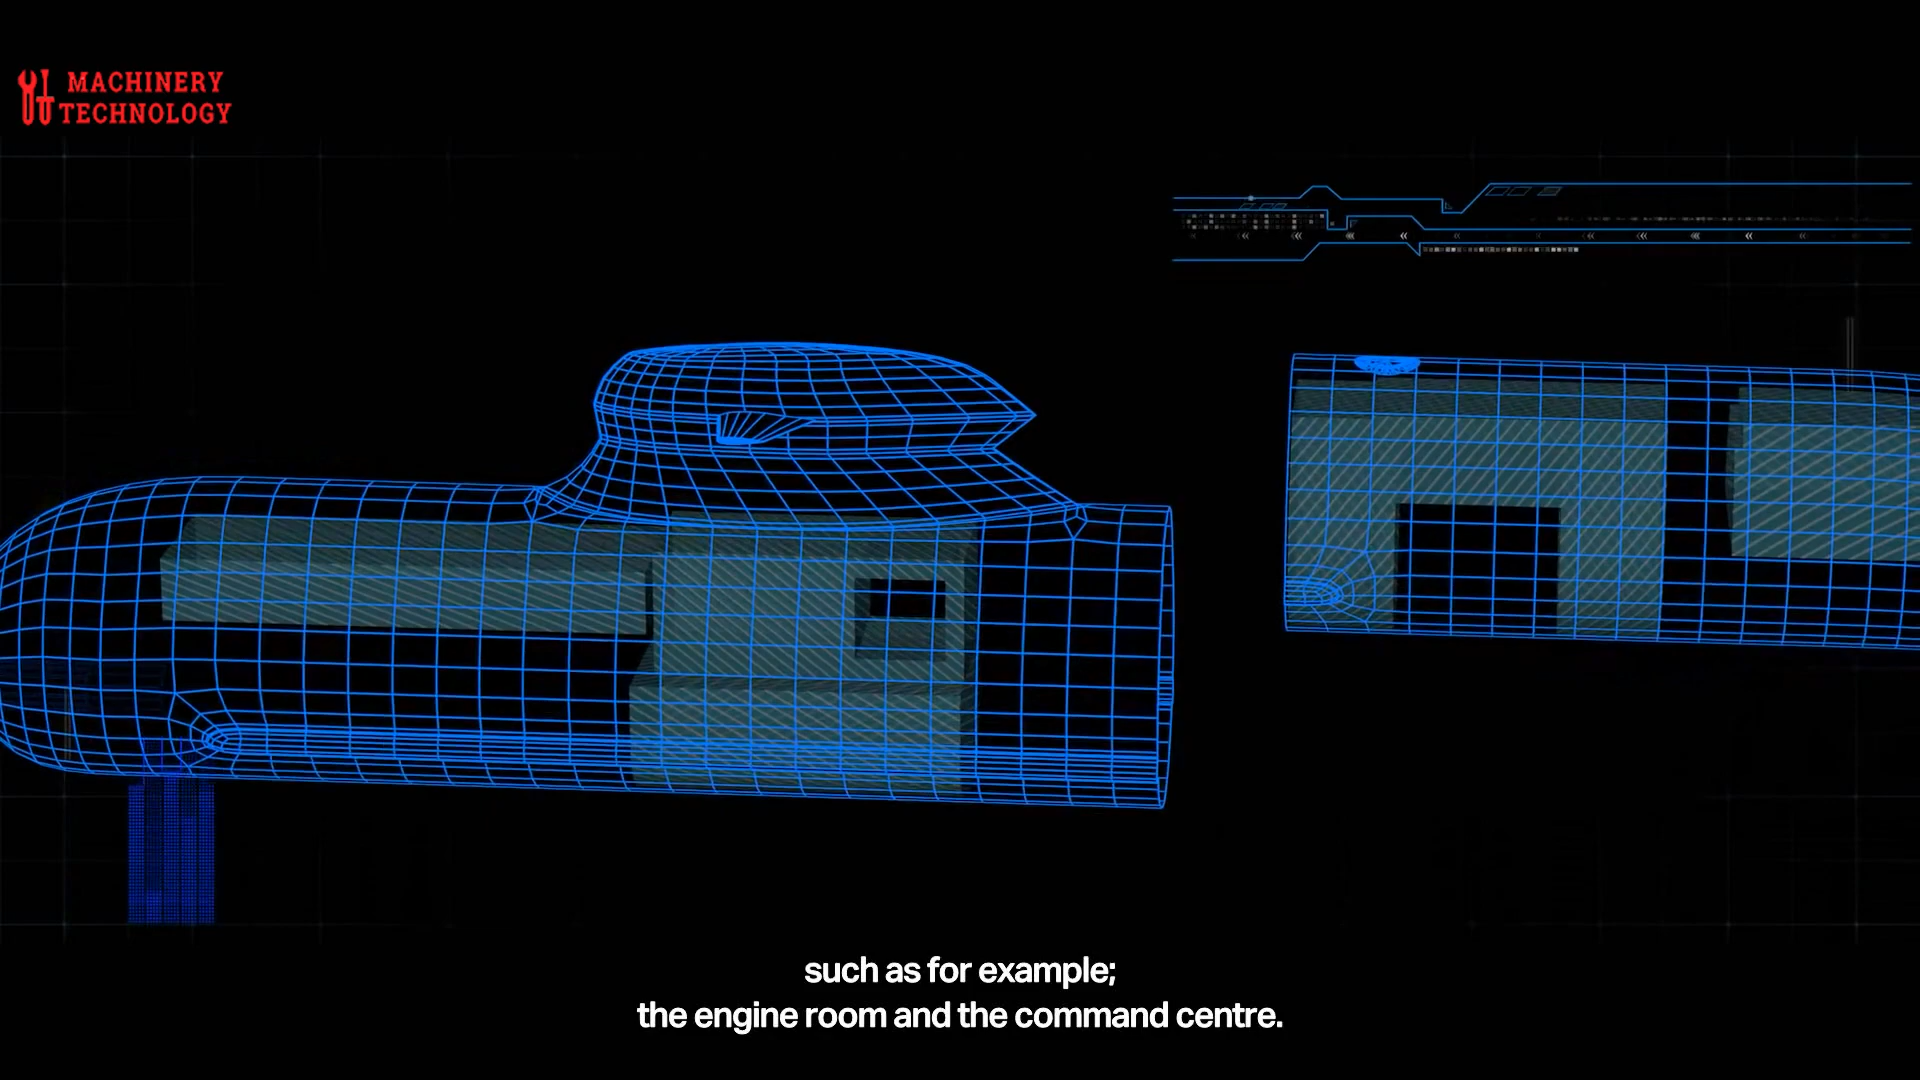 MACHINERY
TECHNOLOGY
such as for example;
the engine room and the command centre.